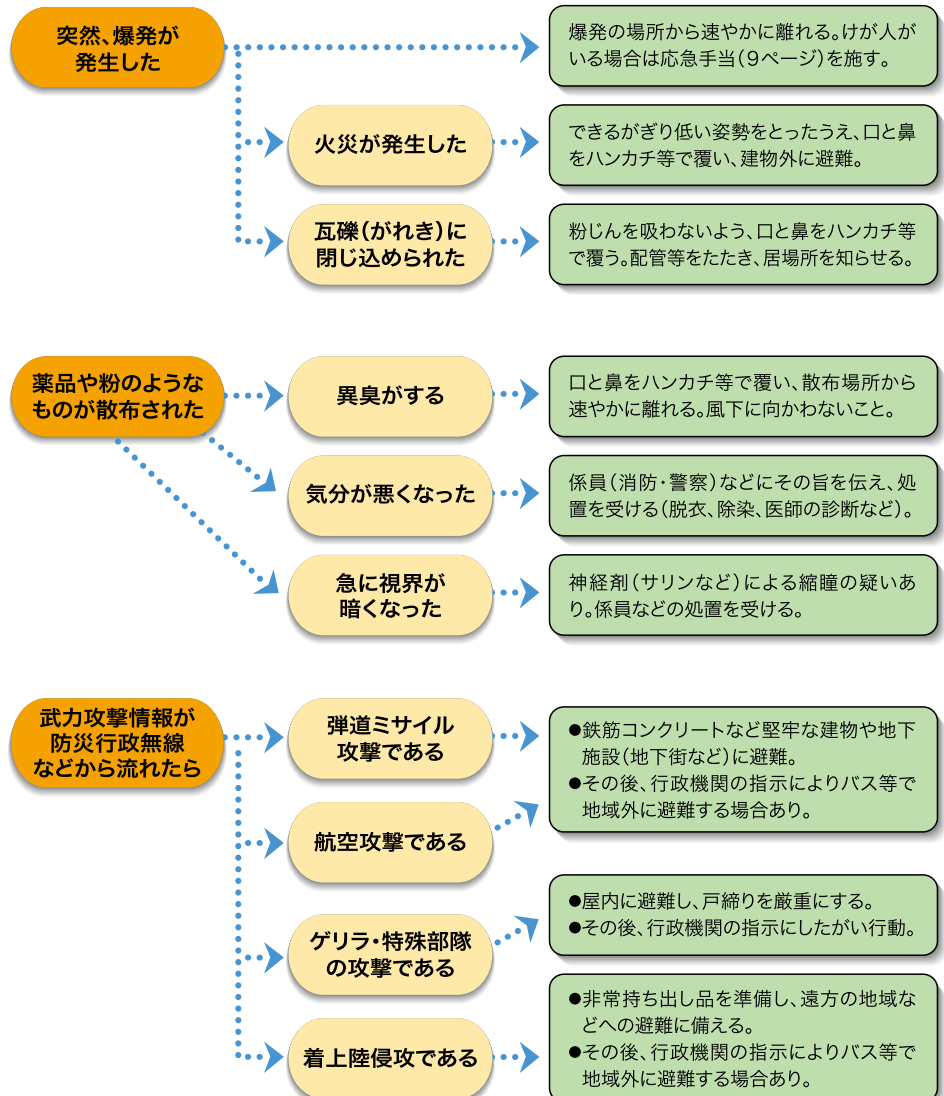 突然、爆発が
発生した
爆発の場所から速やかに離れる。けが人が
いる場合は応急手当(9ページ)を施す。
火災が発生した
できるがぎり低い姿勢をとったうえ、口と鼻
をハンカチ等で覆い、建物外に避難。
瓦礫(がれき)に
閉じ込められた
粉じんを吸わないよう、口と鼻をハンカチ等
で覆う。配管等をたたき、居場所を知らせる。
薬品や粉のような
ものが散布された
異臭がする
口と鼻をハンカチ等で覆い、散布場所から
速やかに離れる。風下に向かわないこと。
気分が悪くなった
係員(消防・警察)などにその旨を伝え、処
置を受ける(脱衣、除染、医師の診断など)。
急に視界が
暗くなった
神経剤(サリンなど)による縮瞳の疑いあ
り。係員などの処置を受ける。
武力攻撃情報が
防災行政無線
などから流れたら
弾道ミサイル
攻撃である
航空攻撃である
●鉄筋コンクリートなど堅牢な建物や地下
施設(地下街など)に避難。
●その後、行政機関の指示によりバス等で
地域外に避難する場合あり。
ゲリラ・特殊部隊
の攻撃である
●屋内に避難し、戸締りを厳重にする。
●その後、行政機関の指示にしたがい行動。
着上陸侵攻である
●非常持ち出し品を準備し、遠方の地域な
どへの避難に備える。
●その後、行政機関の指示によりバス等で
地域外に避難する場合あり。